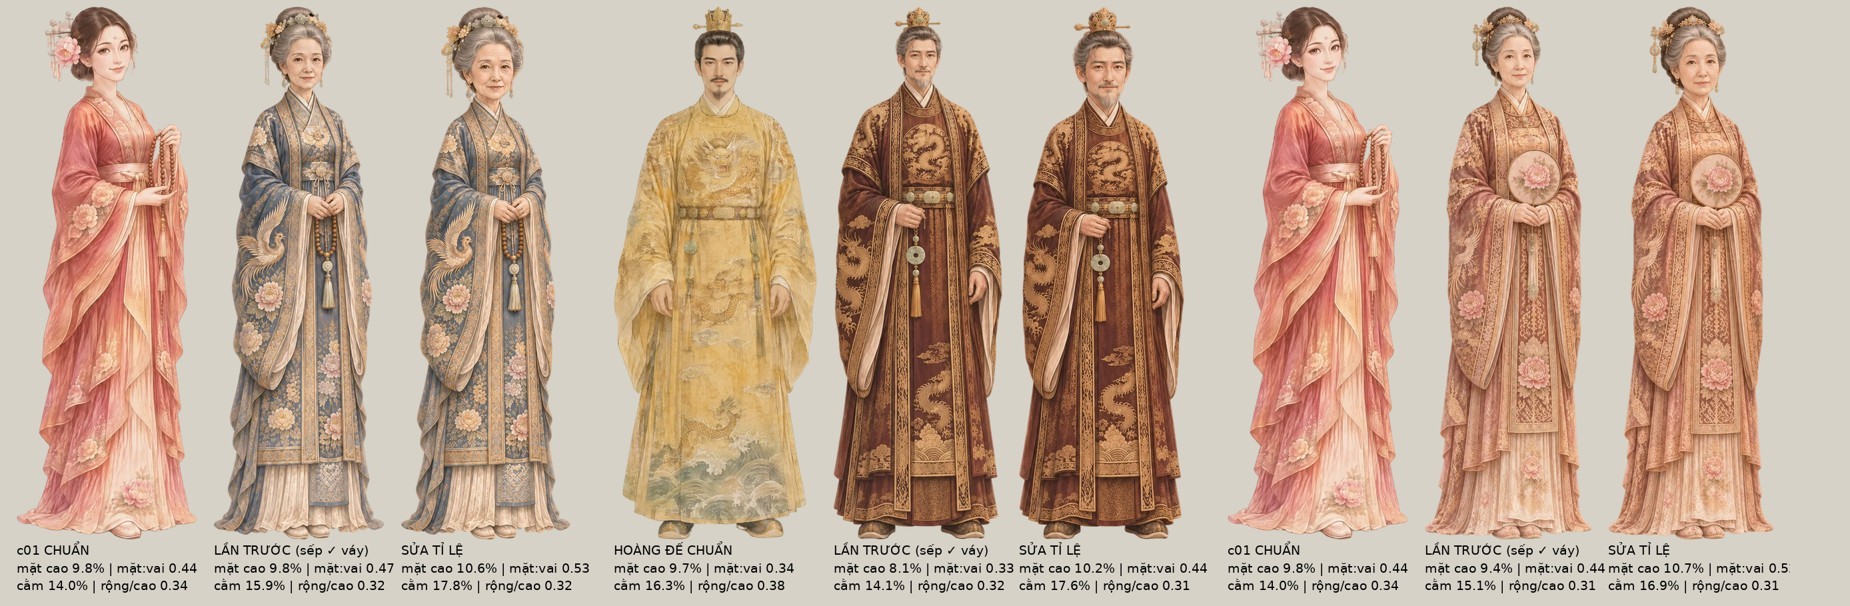 c01 CHUẨN
mặt cao 9.8% | mặt:vai 0.44
cằm 14.0% | rộng/cao 0.34
LẦN TRƯỚC (sếp ✓ váy)
mặt cao 9.8% | mặt:vai 0.47
cằm 15.9% | rộng/cao 0.32
SỬA TỈ LỆ
mặt cao 10.6% | mặt:vai 0.53
cằm 17.8% | rộng/cao 0.32
HOÀNG ĐẾ CHUẨN
mặt cao 9.7% | mặt:vai 0.34
cằm 16.3% | rộng/cao 0.38
LẦN TRƯỚC (sếp ✓ váy)
mặt cao 8.1% | mặt:vai 0.33
cằm 14.1% | rộng/cao 0.32
SỬA TỈ LỆ
mặt cao 10.2% | mặt:vai 0.44
cằm 17.6% | rộng/cao 0.31
c01 CHUẨN
mặt cao 9.8% | mặt:vai 0.44
cằm 14.0% | rộng/cao 0.34
LẦN TRƯỚC (sếp ✓ váy)
mặt cao 9.4% | mặt:vai 0.44
cằm 15.1% | rộng/cao 0.31
SỬA TỈ LỆ
mặt cao 10.7% | mặt:vai
cằm 16.9% | rộng/cao 0.31